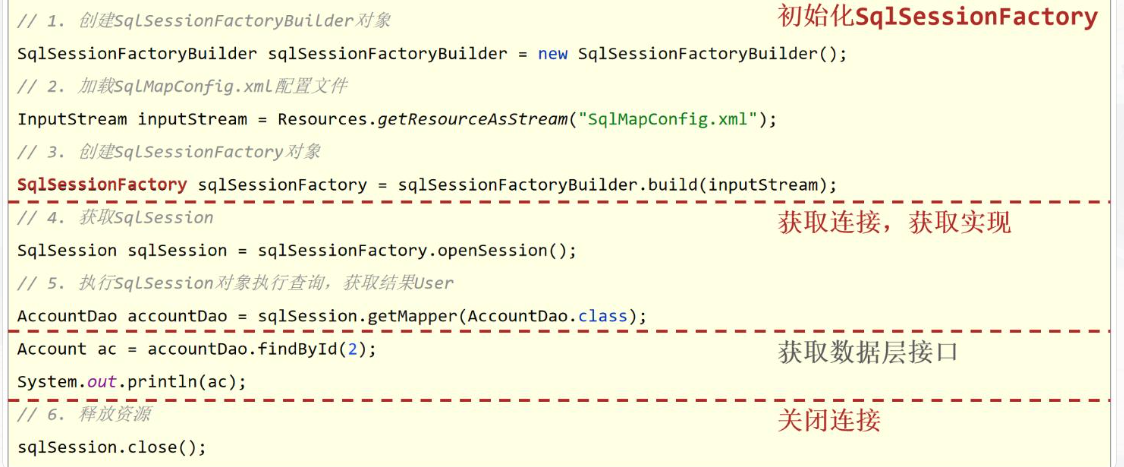 // 1. 创建SqlSessionFactoryBuilder对象
初始化SqlSessionFactory
SqlSessionFactoryBuilder sqlSessionFactoryBuilder = new SqlSessionFactoryBuilder();
// 2. 加载SqlMapConfig.xml配置文件
InputStream inputStream = Resources.getResourceAsStream("SqlMapConfig.xml");
// 3. 创建SqlSessionFactory对象
SqlSessionFactory sqlSessionFactory = sqlSessionFactoryBuilder.build(inputStream);
// 4. 获取SqlSession
获取连接，获取实现
SqlSession sqlSession = sqlSessionFactory.openSession();
// 5. 执行SqlSession对象执行查询，获取结果User
AccountDao accountDao = sqlSession.getMapper(AccountDao.class);
Account ac = accountDao.findById(2);
获取数据层接口
System.out.println(ac);
// 6. 释放资源
关闭连接
sqlSession.close();